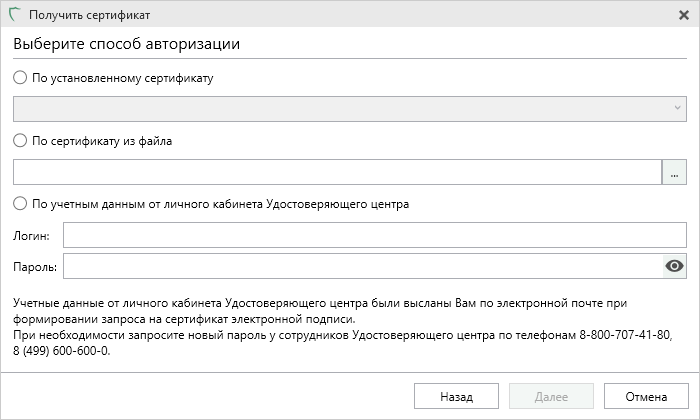 Получить сертификат
Выберите способ авторизации
По установленному сертификату
По сертификату из файла
...
По учетным данным от личного кабинета Удостоверяющего центра
Логин:
Пароль:
Учетные данные от личного кабинета Удостоверяющего центра были высланы Вам по электронной почте при
формировании запроса на сертификат электронной подписи.
При необходимости запросите новый пароль у сотрудников Удостоверяющего центра по телефонам 8-800-707-41-80,
8 (499) 600-600-0.
Назад Далее Отмена